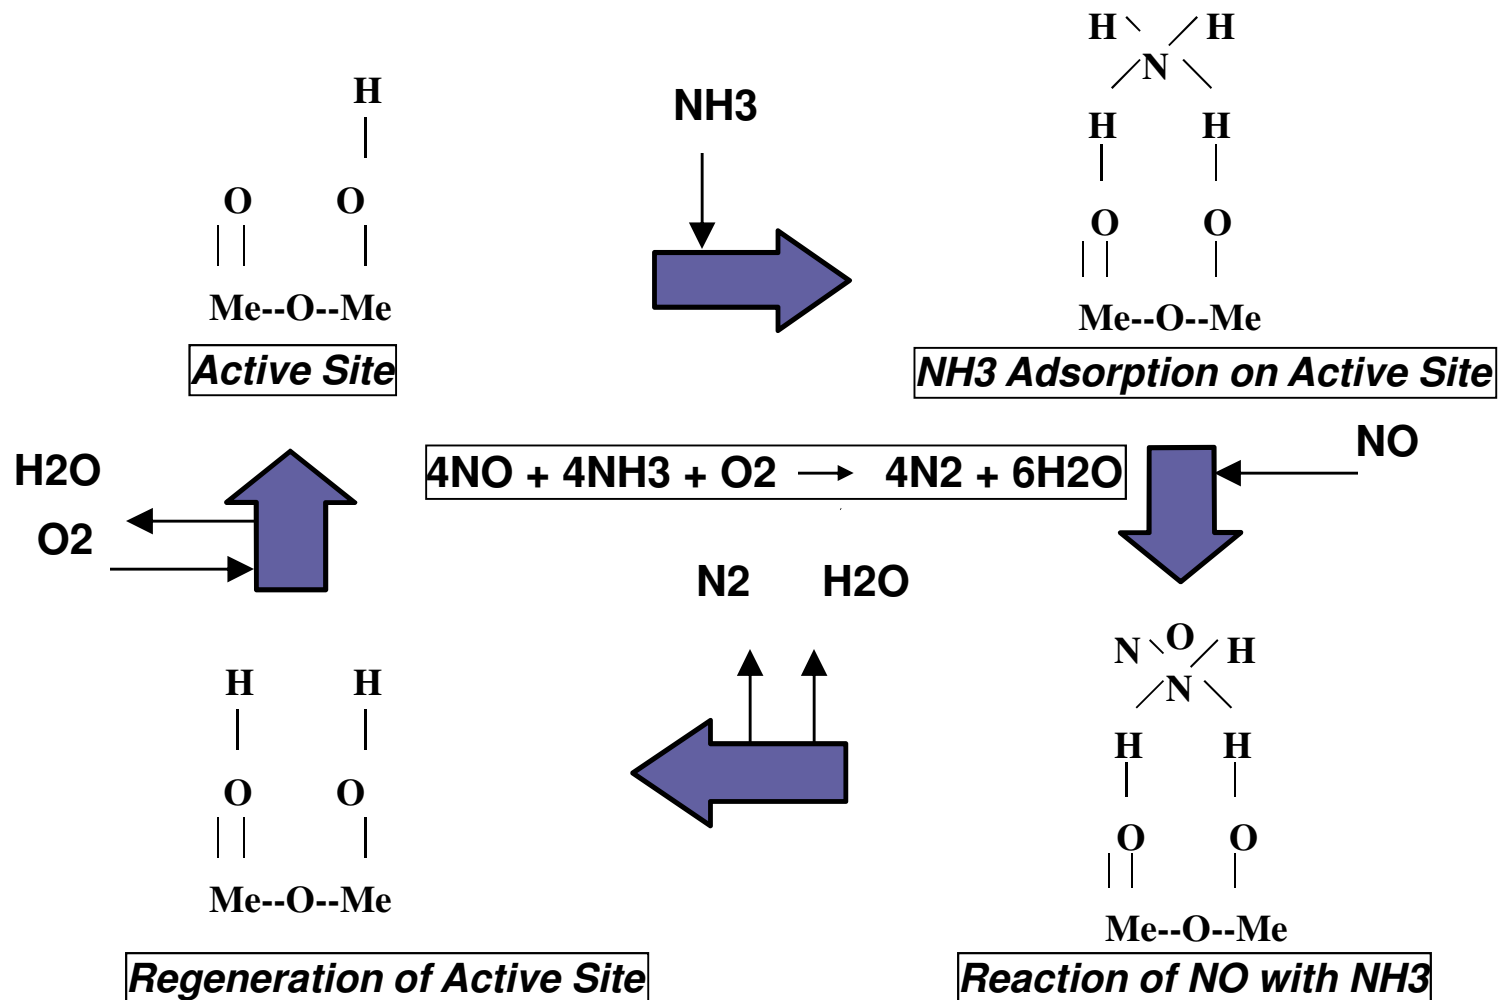 H
O O
Me--O--Me
Active Site
NH3
H H
N
H H
O O
Me--O--Me
NH3 Adsorption on Active Site
H2O
O2
4NO + 4NH3 + O2 → 4N2 + 6H2O
NO
N2 H2O
N O H
N
H H
O O
Me--O--Me
Reaction of NO with NH3
H H
O O
Me--O--Me
Regeneration of Active Site